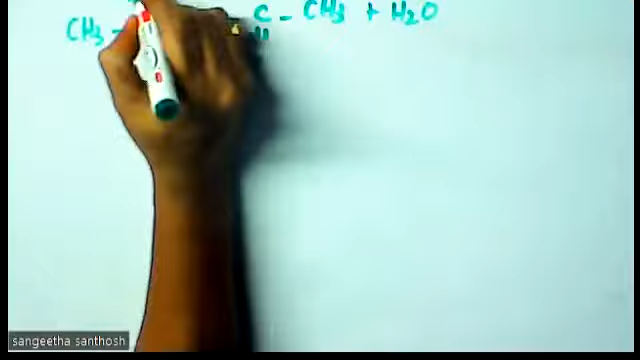 CH3 - C - CH3 + H2O
H
sangeetha santhosh